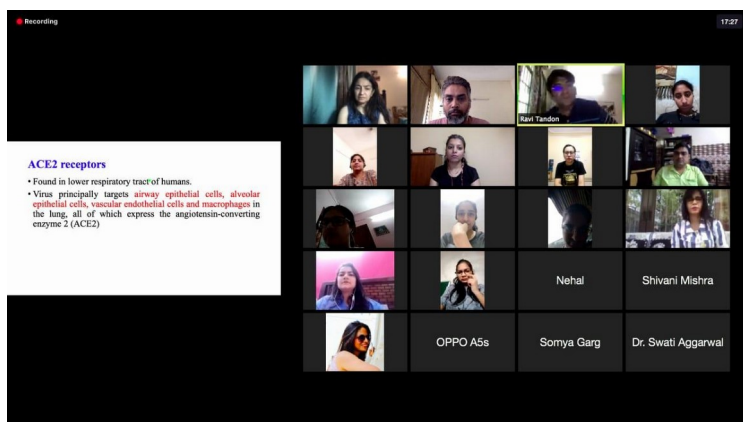 Recording
17:27
ACE2 receptors
• Found in lower respiratory tract of humans.
• Virus principally targets airway epithelial cells, alveolar
epithelial cells, vascular endothelial cells and macrophages in
the lung, all of which express the angiotensin-converting
enzyme 2 (ACE2)
Ravi Tandon
Nehal
Shivani Mishra
OPPO A5s
Somya Garg
Dr. Swati Aggarwal